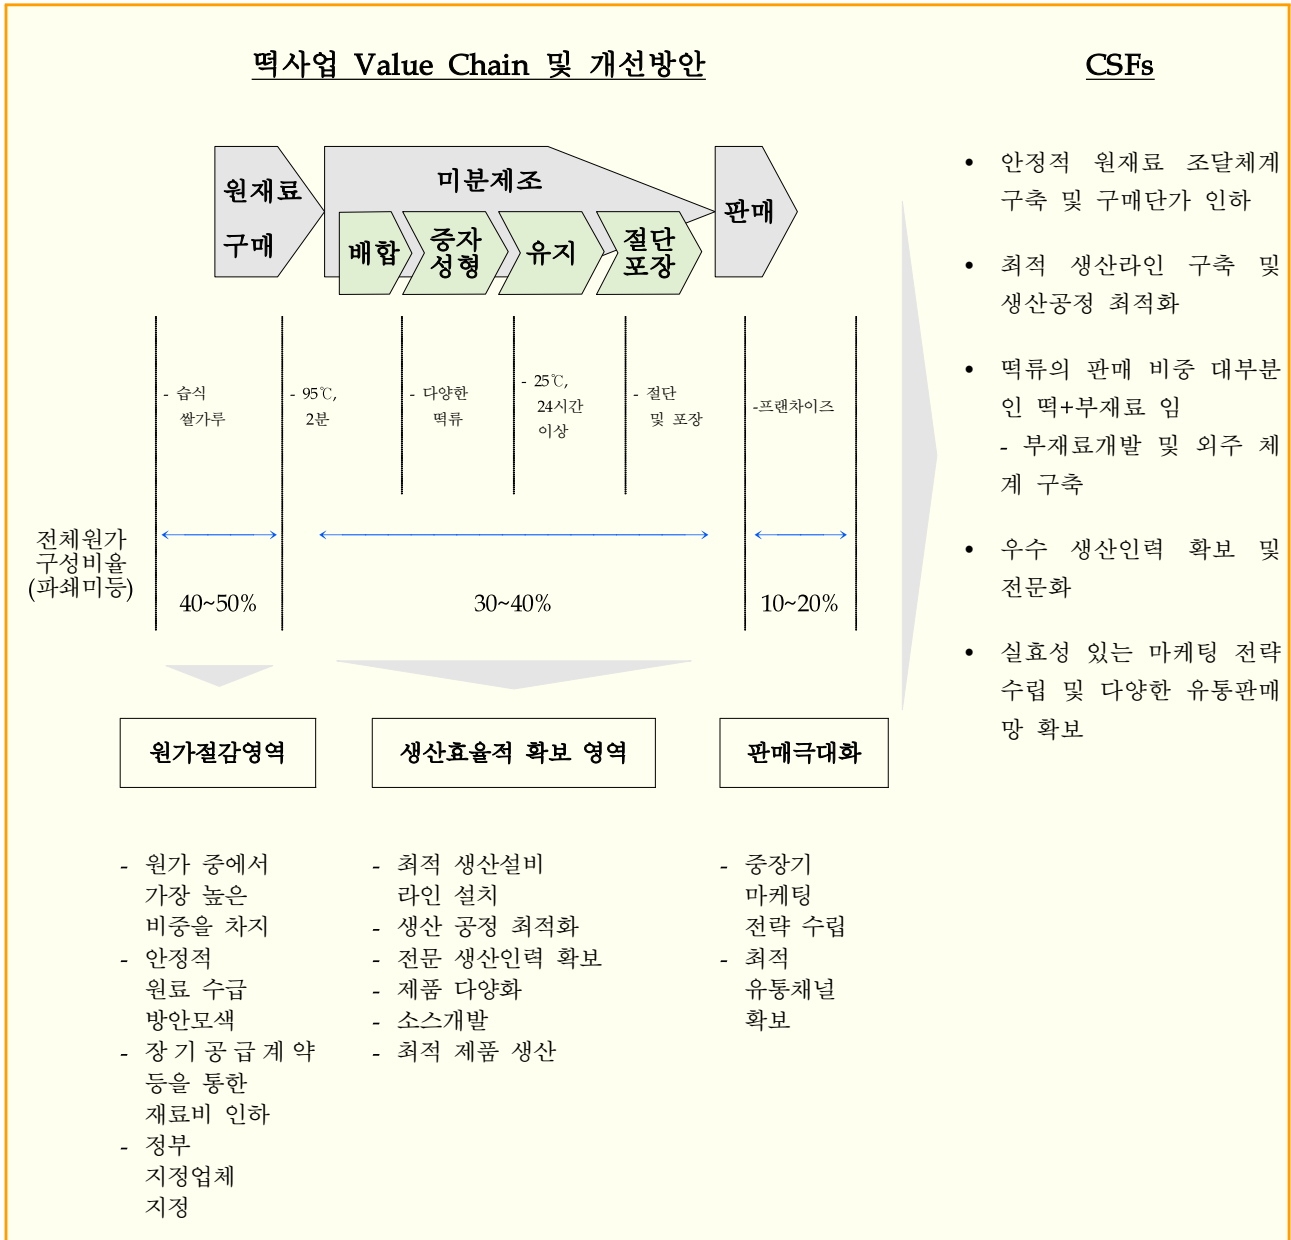 떡사업 Value Chain 및 개선방안
원재료
구매
미분제조
배합
증자
성형
유지
절단
포장
판매
- 습식
쌀가루
- 95℃,
2분
- 다양한
떡류
- 25℃,
24시간
이상
- 절단
및 포장
-프랜차이즈
전체원가
구성비율
(파쇄미등)
40~50%
30~40%
10~20%
원가절감영역
생산효율적 확보 영역
판매극대화
- 원가 중에서
가장 높은
비중을 차지
- 안정적
원료 수급
방안모색
- 장기공급계약
등을 통한
재료비 인하
- 정부
지정업체
지정
- 최적 생산설비
라인 설치
- 생산 공정 최적화
- 전문 생산인력 확보
- 제품 다양화
- 소스개발
- 최적 제품 생산
- 중장기
마케팅
전략 수립
- 최적
유통채널
확보
CSFs
• 안정적 원재료 조달체계
구축 및 구매단가 인하
• 최적 생산라인 구축 및
생산공정 최적화
• 떡류의 판매 비중 대부분
인 떡+부재료 임
- 부재료개발 및 외주 체
계 구축
• 우수 생산인력 확보 및
전문화
• 실효성 있는 마케팅 전략
수립 및 다양한 유통판매
망 확보